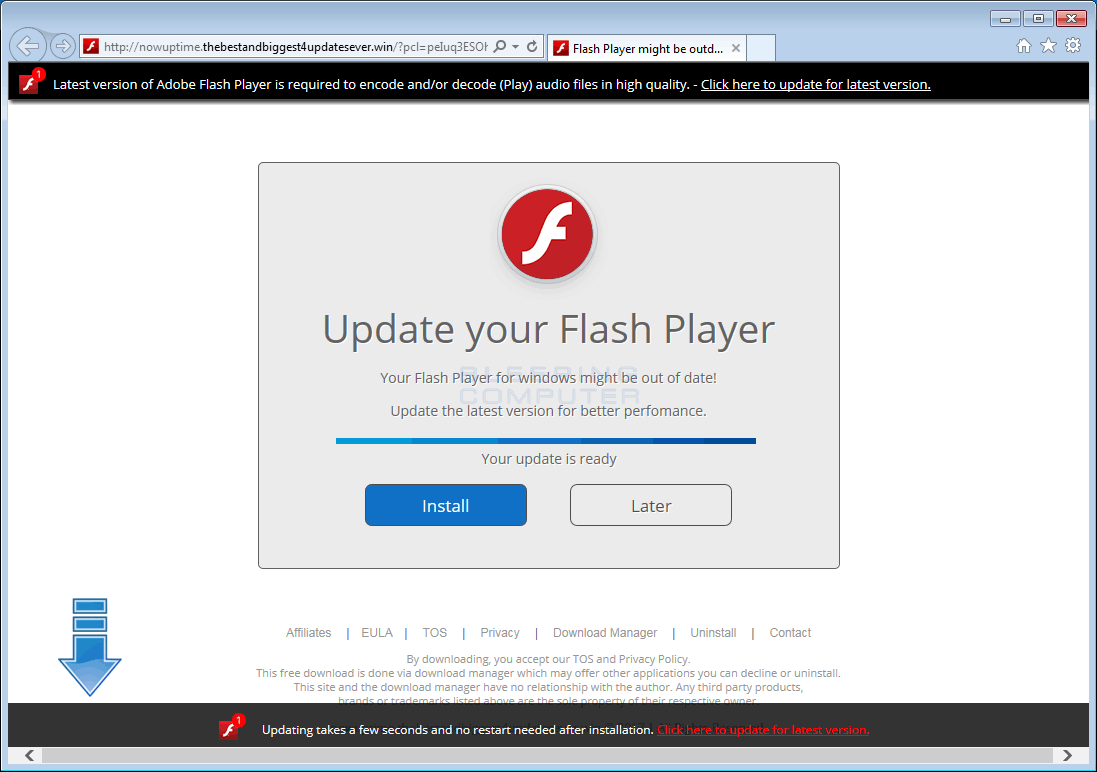 http://nowuptime.thebestandbiggest4updatesever.win/?pcl=peIuq3ESOH
Flash Player might be outd...
1
Latest version of Adobe Flash Player is required to encode and/or decode (Play) audio files in high quality. - Click here to update for latest version.
Update your Flash Player
Your Flash Player for windows might be out of date!
BLEEPING
COMPUTER
Update the latest version for better perfomance.
Your update is ready
Install Later
Affiliates | EULA | TOS | Privacy | Download Manager | Uninstall | Contact
By downloading, you accept our TOS and Privacy Policy.
This free download is done via download manager which may offer other applications you can decline or uninstall.
This site and the download manager have no relationship with the author. Any third party products,
brands or trademarks listed above are the sole property of their respective owner.
1
Updating takes a few seconds and no restart needed after installation. Click here to update for latest version.